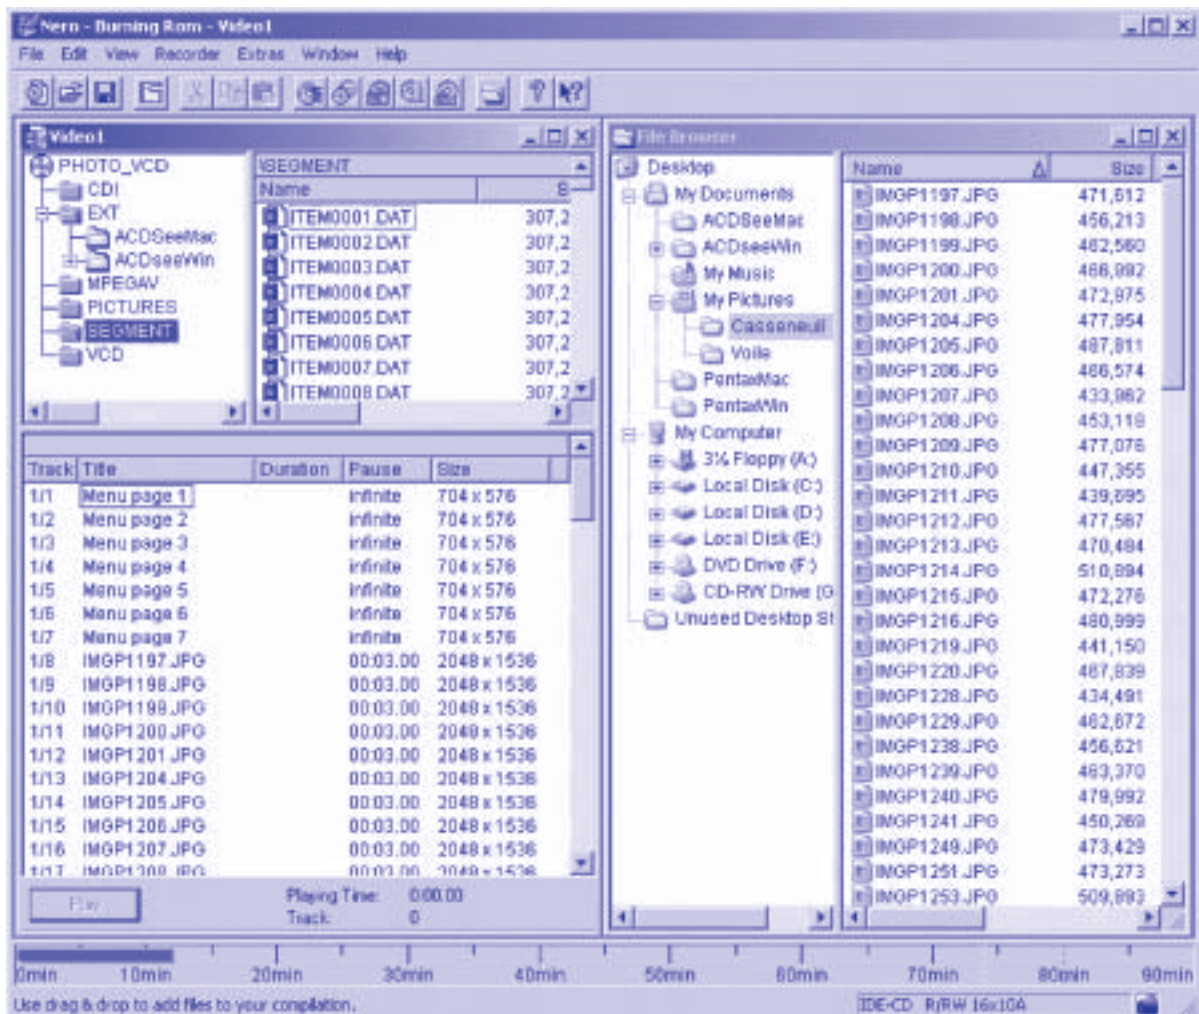 Nero - Burning Rom - Video1
File Edit View Recorder Extras Window Help
Video1
PHOTO_VCD
CDI
EXT
ACDSeeMac
ACDseeWin
MPEGAV
PICTURES
SEGMENT
VCD
\SEGMENT
Name S
ITEM0001.DAT 307,2
ITEM0002.DAT 307,2
ITEM0003.DAT 307,2
ITEM0004.DAT 307,2
ITEM0005.DAT 307,2
ITEM0006.DAT 307,2
ITEM0007.DAT 307,2
ITEM0008.DAT 307,2
Track Title Duration Pause Size
1/1 Menu page 1 infinite 704 x 576
1/2 Menu page 2 infinite 704 x 576
1/3 Menu page 3 infinite 704 x 576
1/4 Menu page 4 infinite 704 x 576
1/5 Menu page 5 infinite 704 x 576
1/6 Menu page 6 infinite 704 x 576
1/7 Menu page 7 infinite 704 x 576
1/8 IMGP1197.JPG 00:03.00 2048 x 1536
1/9 IMGP1198.JPG 00:03.00 2048 x 1536
1/10 IMGP1199.JPG 00:03.00 2048 x 1536
1/11 IMGP1200.JPG 00:03.00 2048 x 1536
1/12 IMGP1201.JPG 00:03.00 2048 x 1536
1/13 IMGP1204.JPG 00:03.00 2048 x 1536
1/14 IMGP1205.JPG 00:03.00 2048 x 1536
1/15 IMGP1206.JPG 00:03.00 2048 x 1536
1/16 IMGP1207.JPG 00:03.00 2048 x 1536
1/17 IMGP1208.JPG 00:03.00 2048 x 1536
Play
Playing Time: 0:00.00
Track: 0
File Browser
Desktop
My Documents
ACDSeeMac
ACDseeWin
My Music
My Pictures
Casseneuil
Voile
PentaxMac
PentaxWin
My Computer
3½ Floppy (A:)
Local Disk (C:)
Local Disk (D:)
Local Disk (E:)
DVD Drive (F:)
CD-RW Drive (G
Unused Desktop Sh
Name Size
IMGP1197.JPG 471,612
IMGP1198.JPG 456,213
IMGP1199.JPG 462,560
IMGP1200.JPG 466,992
IMGP1201.JPG 472,975
IMGP1204.JPG 477,954
IMGP1205.JPG 487,811
IMGP1206.JPG 466,574
IMGP1207.JPG 433,962
IMGP1208.JPG 453,118
IMGP1209.JPG 477,076
IMGP1210.JPG 447,355
IMGP1211.JPG 439,695
IMGP1212.JPG 477,567
IMGP1213.JPG 470,484
IMGP1214.JPG 510,894
IMGP1215.JPG 472,276
IMGP1216.JPG 480,999
IMGP1219.JPG 441,150
IMGP1220.JPG 467,839
IMGP1228.JPG 434,491
IMGP1229.JPG 462,672
IMGP1238.JPG 456,621
IMGP1239.JPG 463,370
IMGP1240.JPG 479,992
IMGP1241.JPG 450,269
IMGP1249.JPG 473,429
IMGP1251.JPG 473,273
IMGP1253.JPG 509,893
0min 10min 20min 30min 40min 50min 60min 70min 80min 90min
Use drag & drop to add files to your compilation.
IDE-CD R/RW 16x10A